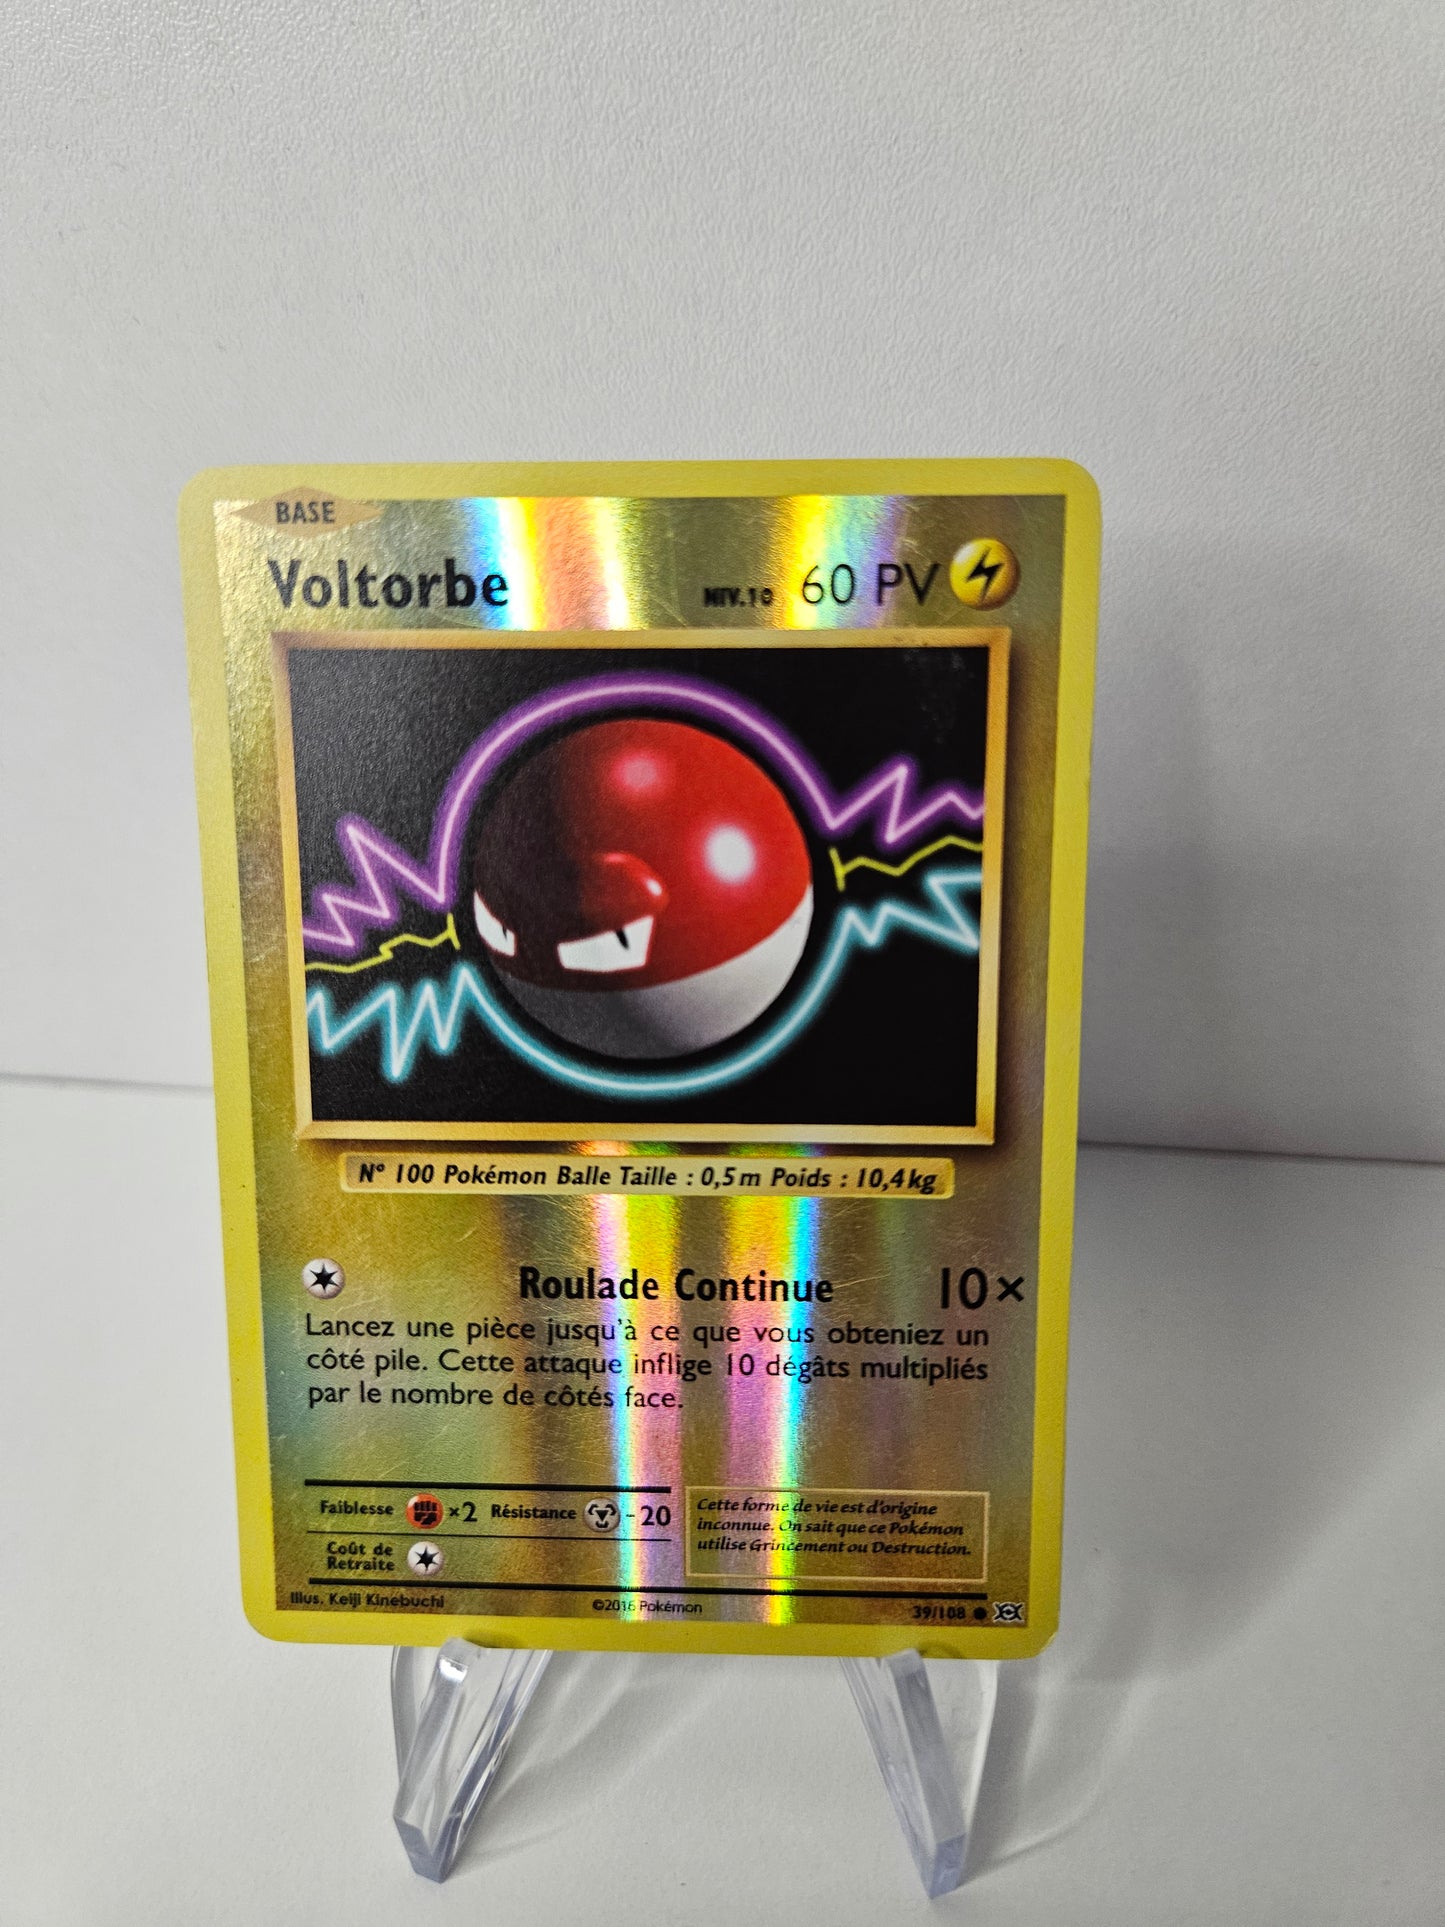 BASE
Voltorbe NIV.10 60 PV
N° 100 Pokémon Balle Taille : 0,5 m Poids : 10,4 kg
Roulade Continue 10×
Lancez une pièce jusqu'à ce que vous obteniez un
côté pile. Cette attaque inflige 10 dégâts multipliés
par le nombre de côtés face.
Faiblesse ×2 Résistance -20
Coût de
Retraite
Cette forme de vie est d'origine
inconnue. On sait que ce Pokémon
utilise Grincement ou Destruction.
Illus. Keiji Kinebuchi ©2016 Pokémon 39/108